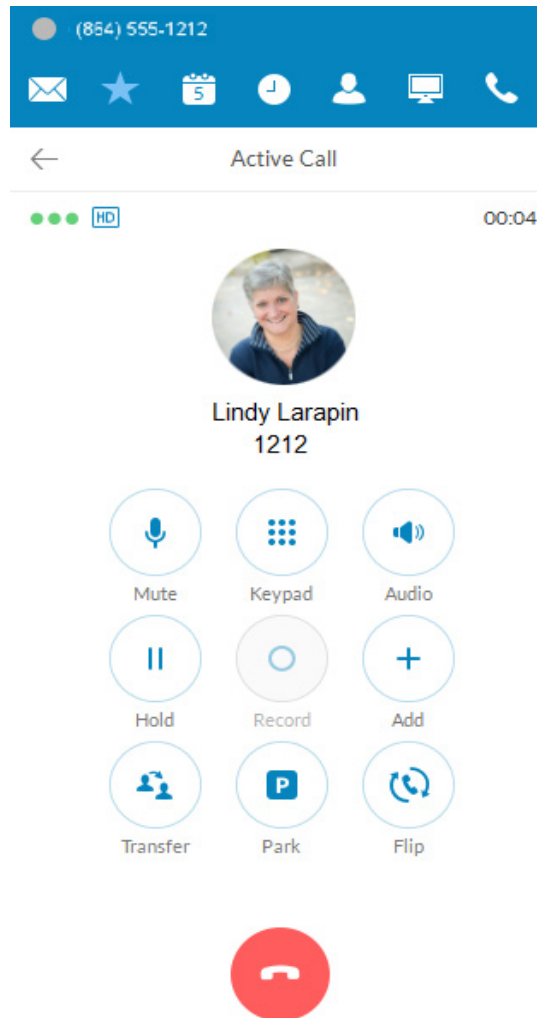 (864) 555-1212
5
Active Call
HD
00:04
Lindy Larapin
1212
Mute Keypad Audio
Hold Record Add
P
Transfer Park Flip